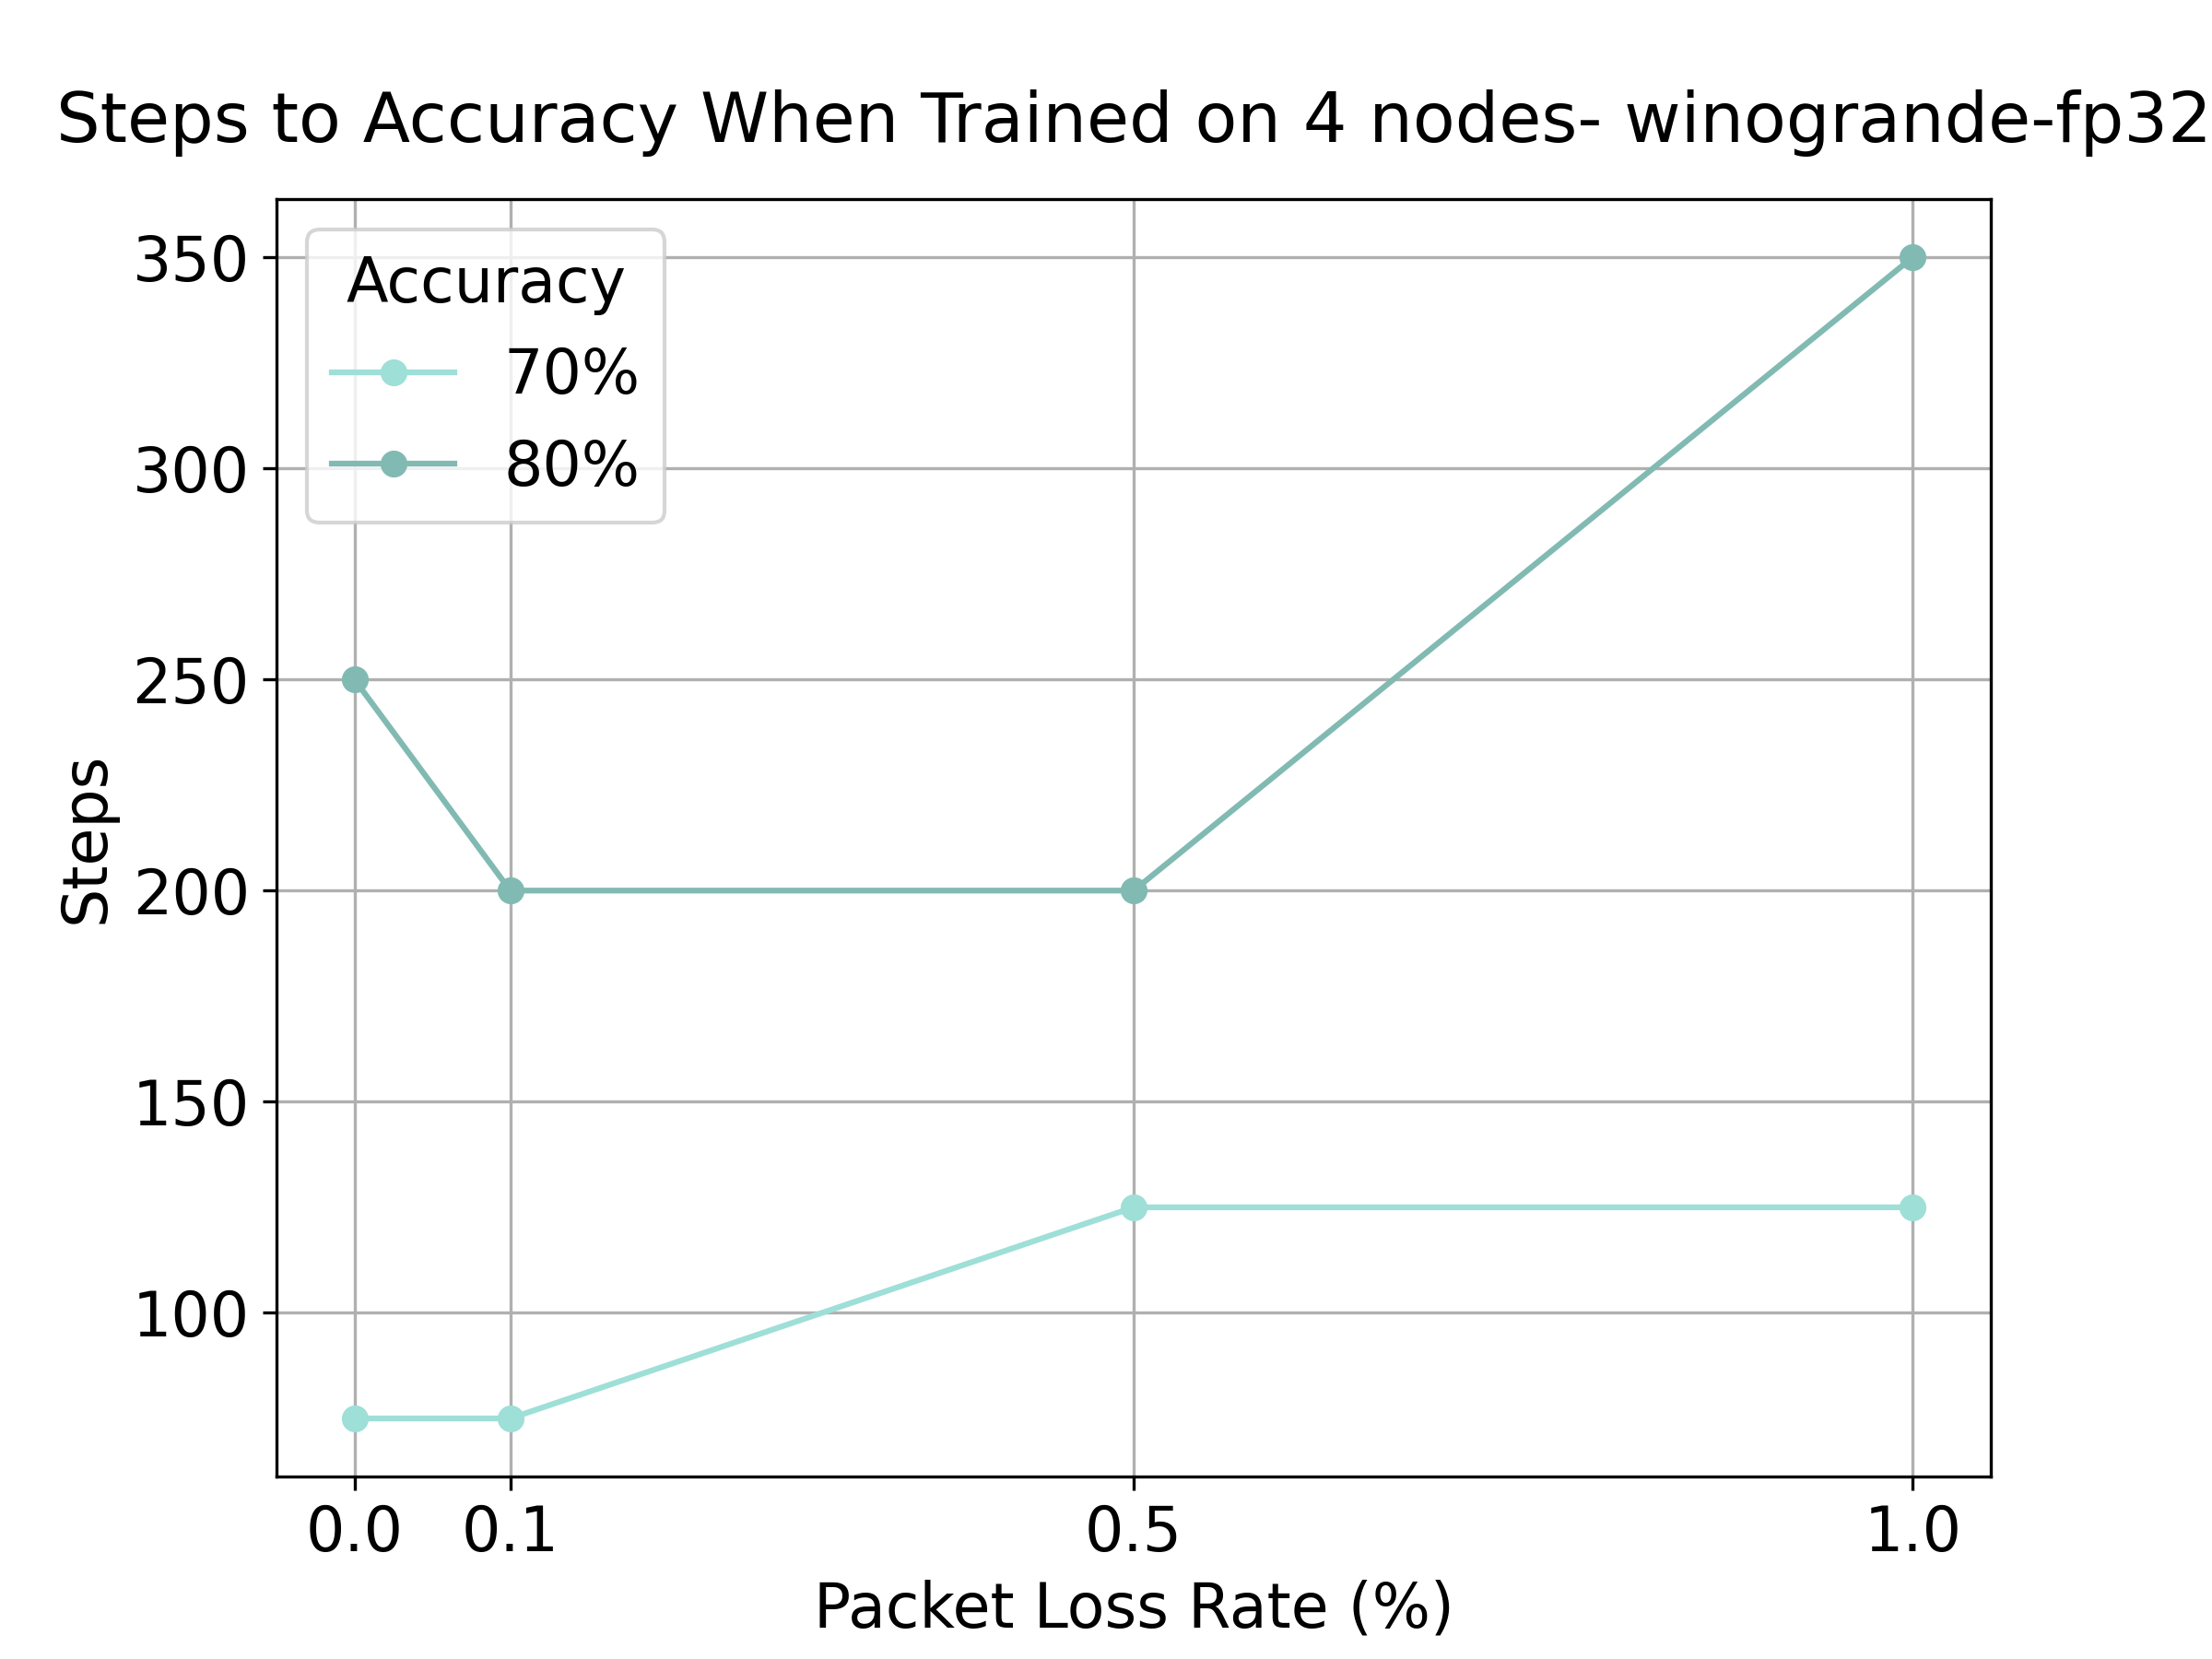 Steps to Accuracy When Trained on 4 nodes- winogrande-fp32
Accuracy
70%
80%
350
300
250
200
150
100
Steps
0.0 0.1 0.5 1.0
Packet Loss Rate (%)